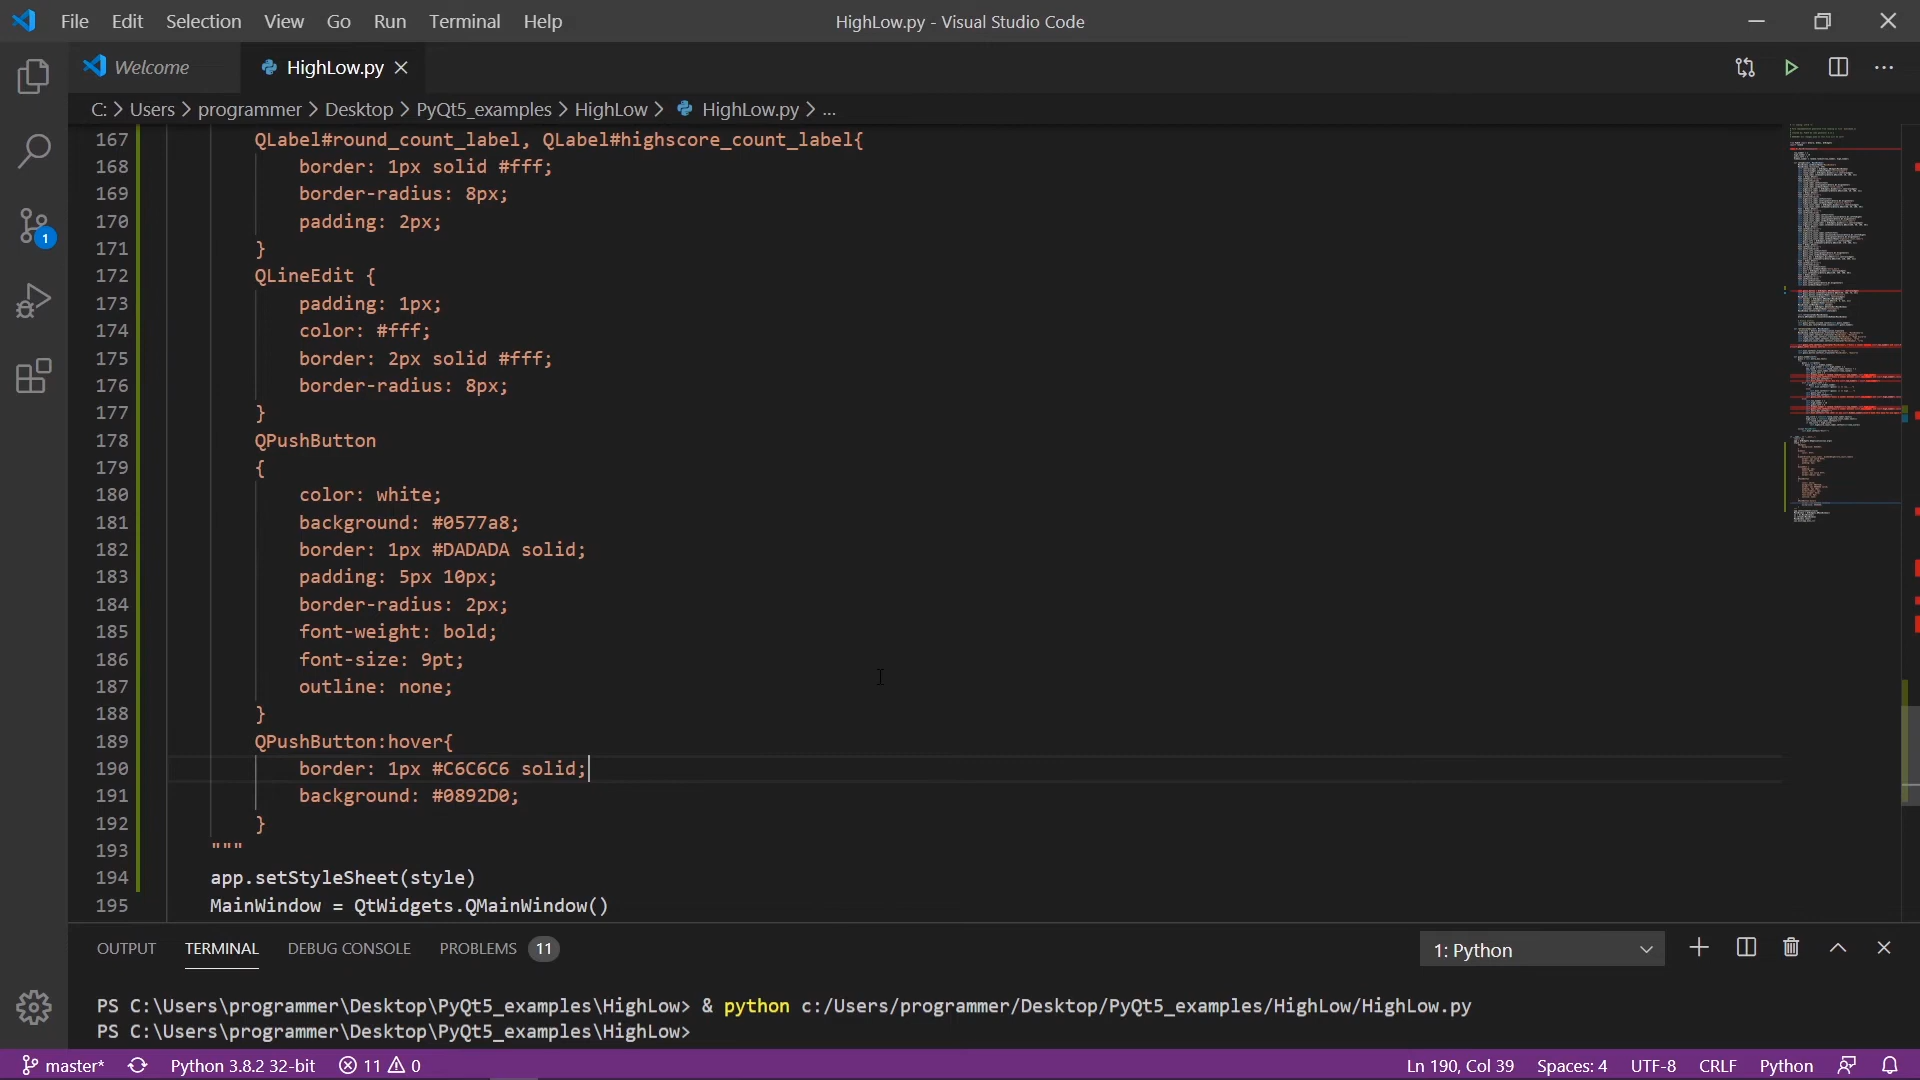 File Edit Selection View Go Run Terminal Help HighLow.py - Visual Studio Code
Welcome HighLow.py
C: > Users > programmer > Desktop > PyQt5_examples > HighLow > HighLow.py > ...
167 QLabel#round_count_label, QLabel#highscore_count_label{
168 border: 1px solid #fff;
169 border-radius: 8px;
170 padding: 2px;
171 }
172 QLineEdit {
173 padding: 1px;
174 color: #fff;
175 border: 2px solid #fff;
176 border-radius: 8px;
177 }
178 QPushButton
179 {
180 color: white;
181 background: #0577a8;
182 border: 1px #DADADA solid;
183 padding: 5px 10px;
184 border-radius: 2px;
185 font-weight: bold;
186 font-size: 9pt;
187 outline: none;
188 }
189 QPushButton:hover{
190 border: 1px #C6C6C6 solid;
191 background: #0892D0;
192 }
193 """
194 app.setStyleSheet(style)
195 MainWindow = QtWidgets.QMainWindow()
1
OUTPUT TERMINAL DEBUG CONSOLE PROBLEMS 11 1: Python
PS C:\Users\programmer\Desktop\PyQt5_examples\HighLow> & python c:/Users/programmer/Desktop/PyQt5_examples/HighLow/HighLow.py
PS C:\Users\programmer\Desktop\PyQt5_examples\HighLow>
master* Python 3.8.2 32-bit 11 0 Ln 190, Col 39 Spaces: 4 UTF-8 CRLF Python